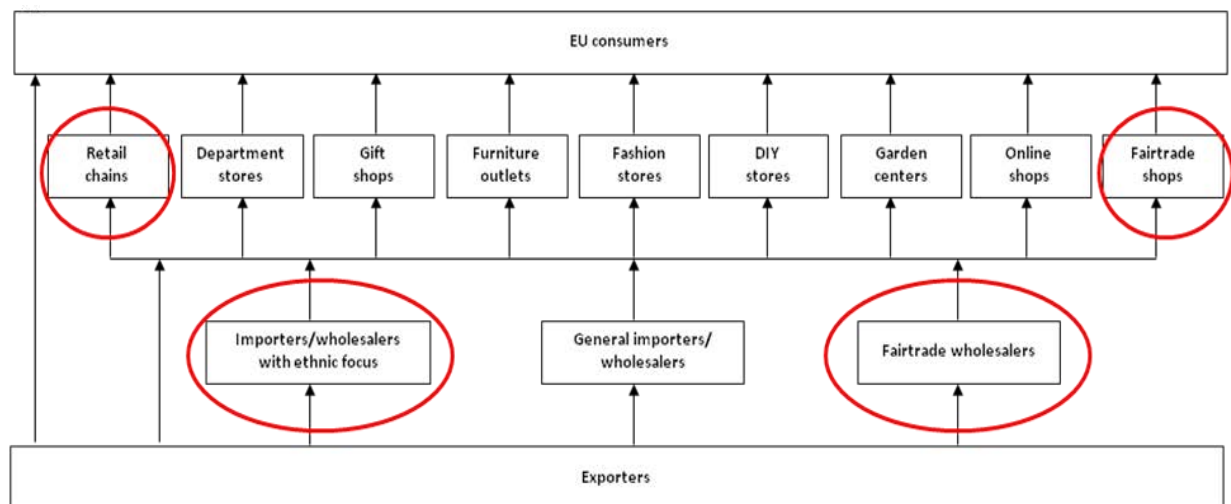 EU consumers
Retail
chains
Department
stores
Gift
shops
Furniture
outlets
Fashion
stores
DIY
stores
Garden
centers
Online
shops
Fairtrade
shops
Importers/wholesalers
with ethnic focus
General importers/
wholesalers
Fairtrade wholesalers
Exporters